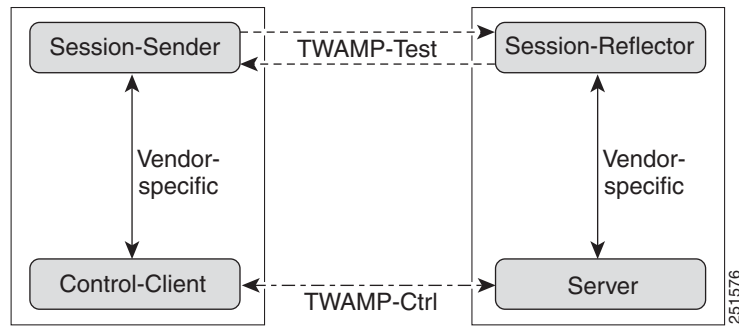 Session-Sender
TWAMP-Test
Session-Reflector
Vendor-
specific
Vendor-
specific
Control-Client
TWAMP-Ctrl
Server
251576